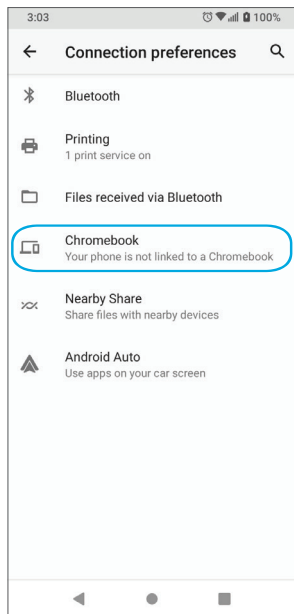 3:03 100%
Connection preferences
Bluetooth
Printing
1 print service on
Files received via Bluetooth
Chromebook
Your phone is not linked to a Chromebook
Nearby Share
Share files with nearby devices
Android Auto
Use apps on your car screen